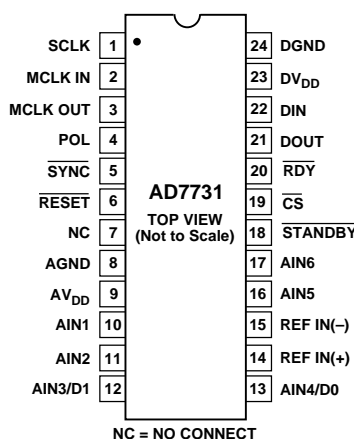 SCLK 1 24 DGND
MCLK IN 2 23 DVDD
MCLK OUT 3 22 DIN
POL 4 21 DOUT
SYNC 5 20 RDY
RESET 6 19 CS
NC 7 18 STANDBY
AGND 8 17 AIN6
AVDD 9 16 AIN5
AIN1 10 15 REF IN(–)
AIN2 11 14 REF IN(+)
AIN3/D1 12 13 AIN4/D0
AD7731
TOP VIEW
(Not to Scale)
NC = NO CONNECT